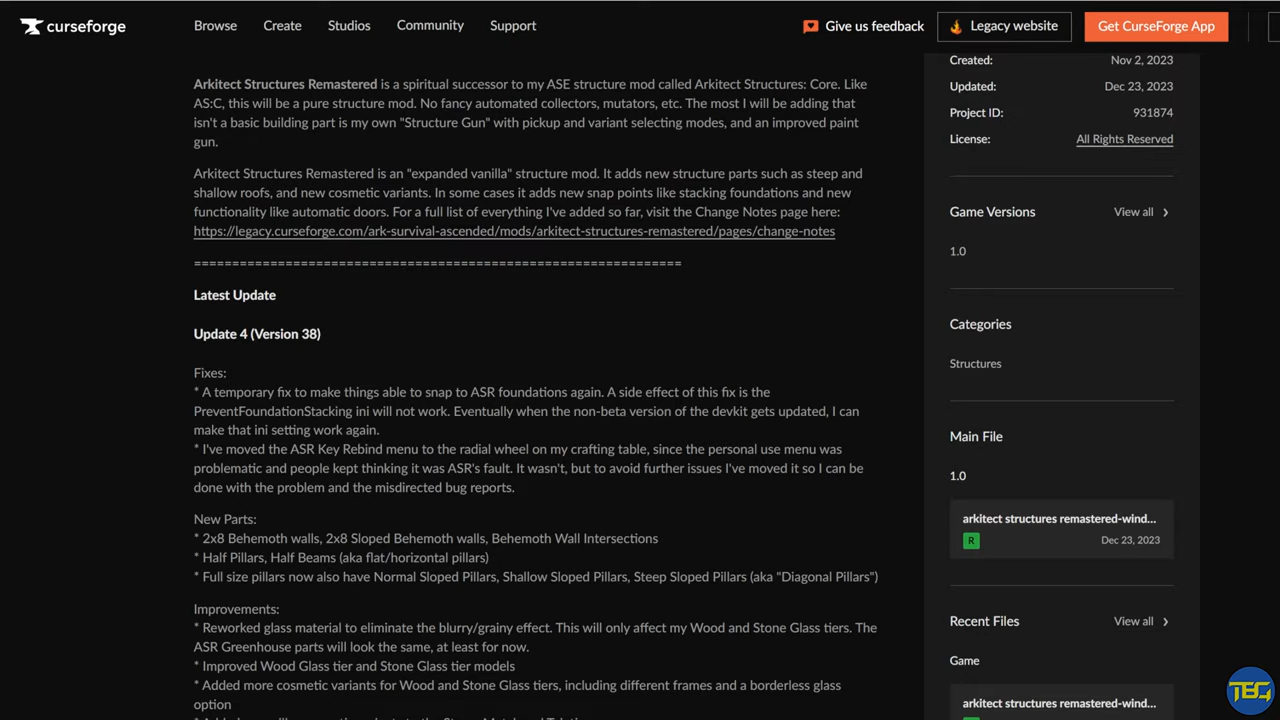 curseforge
Browse
Create
Studios
Community
Support
Give us feedback
Legacy website
Get CurseForge App
Arkitect Structures Remastered is a spiritual successor to my ASE structure mod called Arkitect Structures: Core. Like
AS:C, this will be a pure structure mod. No fancy automated collectors, mutators, etc. The most I will be adding that
isn't a basic building part is my own "Structure Gun" with pickup and variant selecting modes, and an improved paint
gun.
Arkitect Structures Remastered is an "expanded vanilla" structure mod. It adds new structure parts such as steep and
shallow roofs, and new cosmetic variants. In some cases it adds new snap points like stacking foundations and new
functionality like automatic doors. For a full list of everything I've added so far, visit the Change Notes page here:
https://legacy.curseforge.com/ark-survival-ascended/mods/arkitect-structures-remastered/pages/change-notes
================================================================
Latest Update
Update 4 (Version 38)
Fixes:
* A temporary fix to make things able to snap to ASR foundations again. A side effect of this fix is the
PreventFoundationStacking ini will not work. Eventually when the non-beta version of the devkit gets updated, I can
make that ini setting work again.
* I've moved the ASR Key Rebind menu to the radial wheel on my crafting table, since the personal use menu was
problematic and people kept thinking it was ASR's fault. It wasn't, but to avoid further issues I've moved it so I can be
done with the problem and the misdirected bug reports.
New Parts:
* 2x8 Behemoth walls, 2x8 Sloped Behemoth walls, Behemoth Wall Intersections
* Half Pillars, Half Beams (aka flat/horizontal pillars)
* Full size pillars now also have Normal Sloped Pillars, Shallow Sloped Pillars, Steep Sloped Pillars (aka "Diagonal Pillars")
Improvements:
* Reworked glass material to eliminate the blurry/grainy effect. This will only affect my Wood and Stone Glass tiers. The
ASR Greenhouse parts will look the same, at least for now.
* Improved Wood Glass tier and Stone Glass tier models
* Added more cosmetic variants for Wood and Stone Glass tiers, including different frames and a borderless glass
option
Created:
Nov 2, 2023
Updated:
Dec 23, 2023
Project ID:
931874
License:
All Rights Reserved
Game Versions
View all
1.0
Categories
Structures
Main File
1.0
arkitect structures remastered-wind...
R
Dec 23, 2023
Recent Files
View all
Game
arkitect structures remastered-wind...
TBG